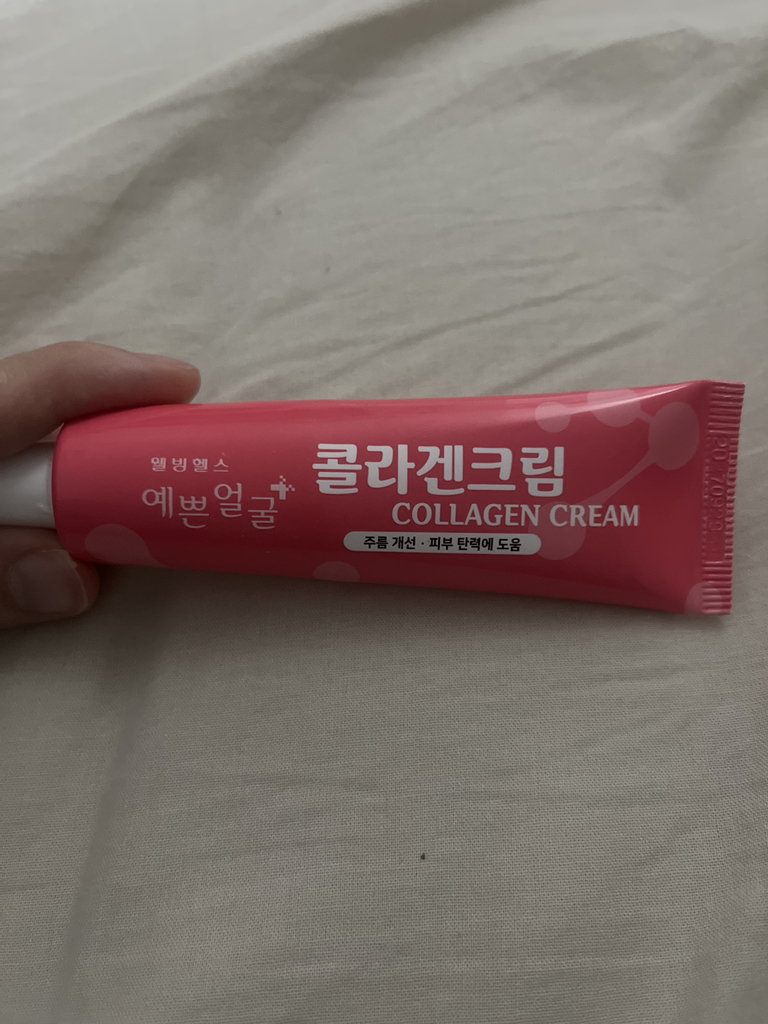 웰빙헬스
예쁜얼굴+
콜라겐크림
COLLAGEN CREAM
주름 개선 · 피부 탄력에 도움